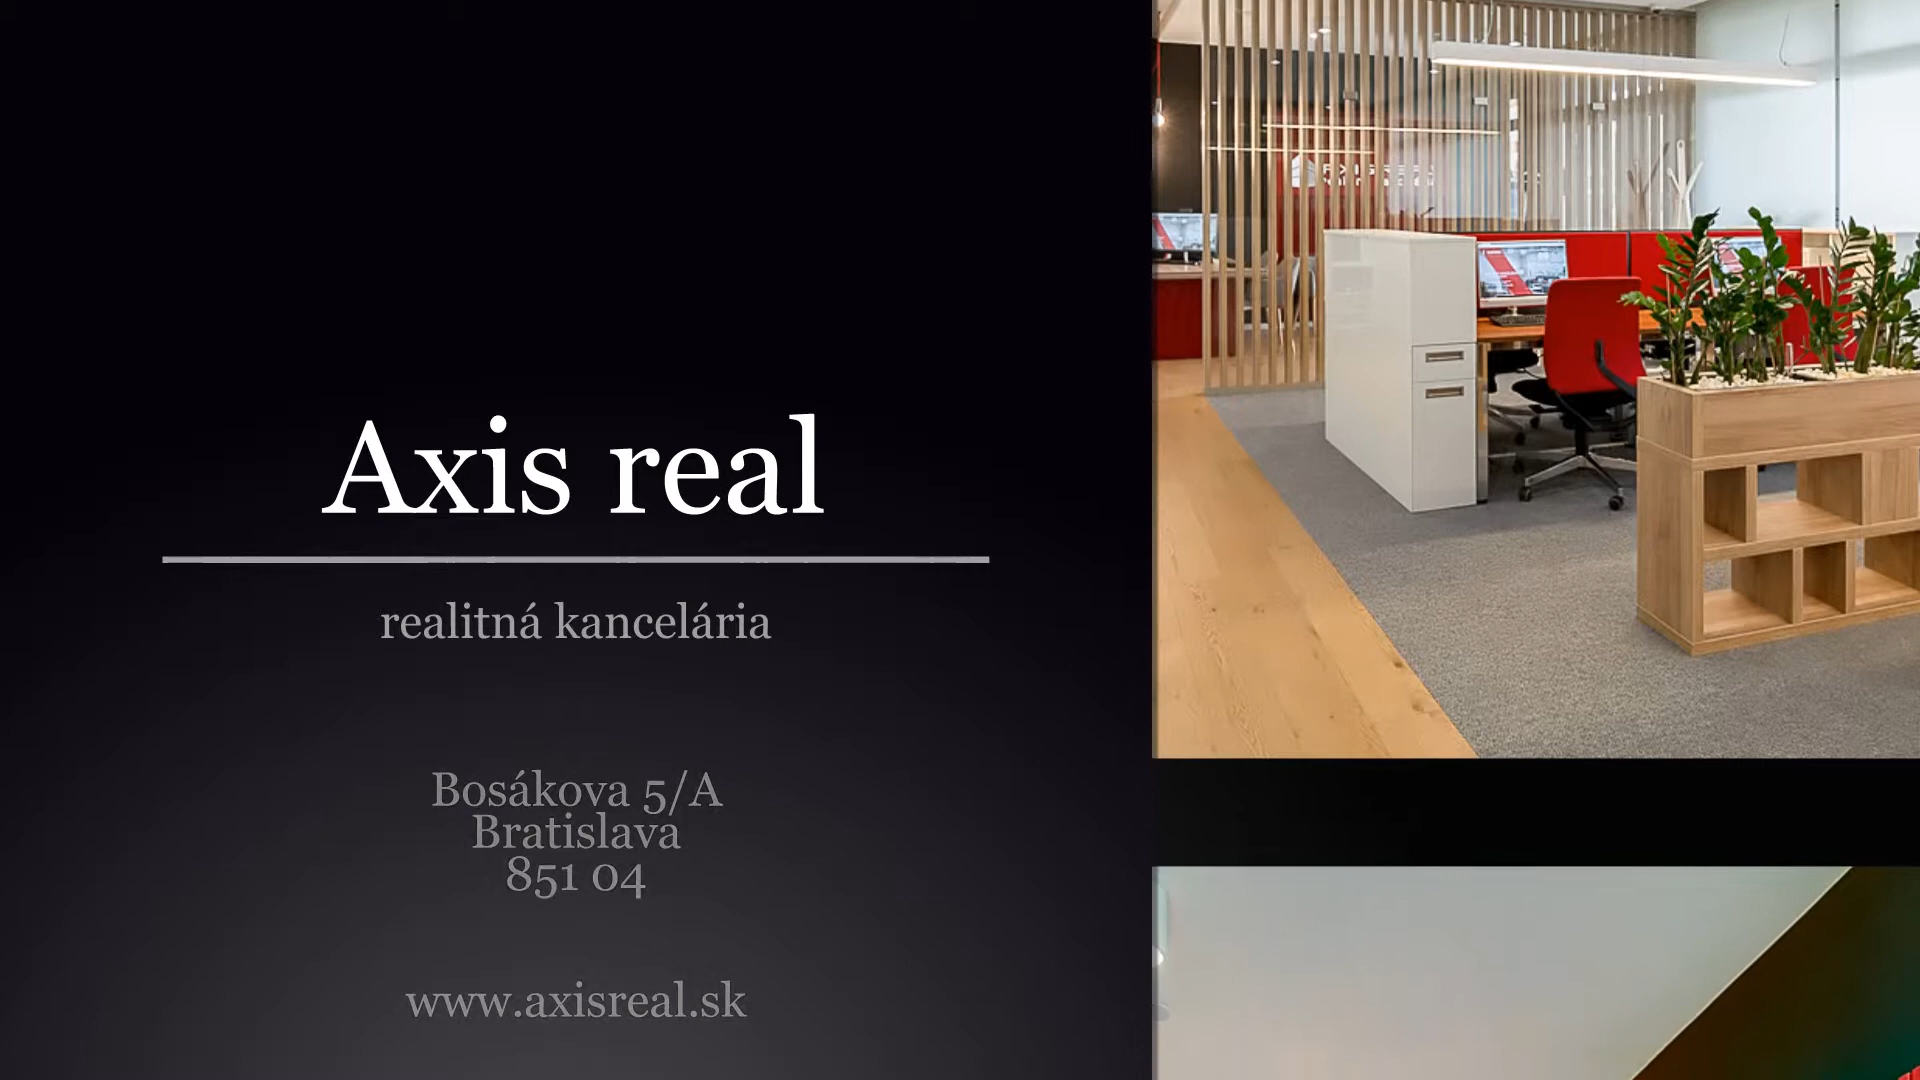 Axis real
realitná kancelária
Bosákova 5/A
Bratislava
851 04
www.axisreal.sk